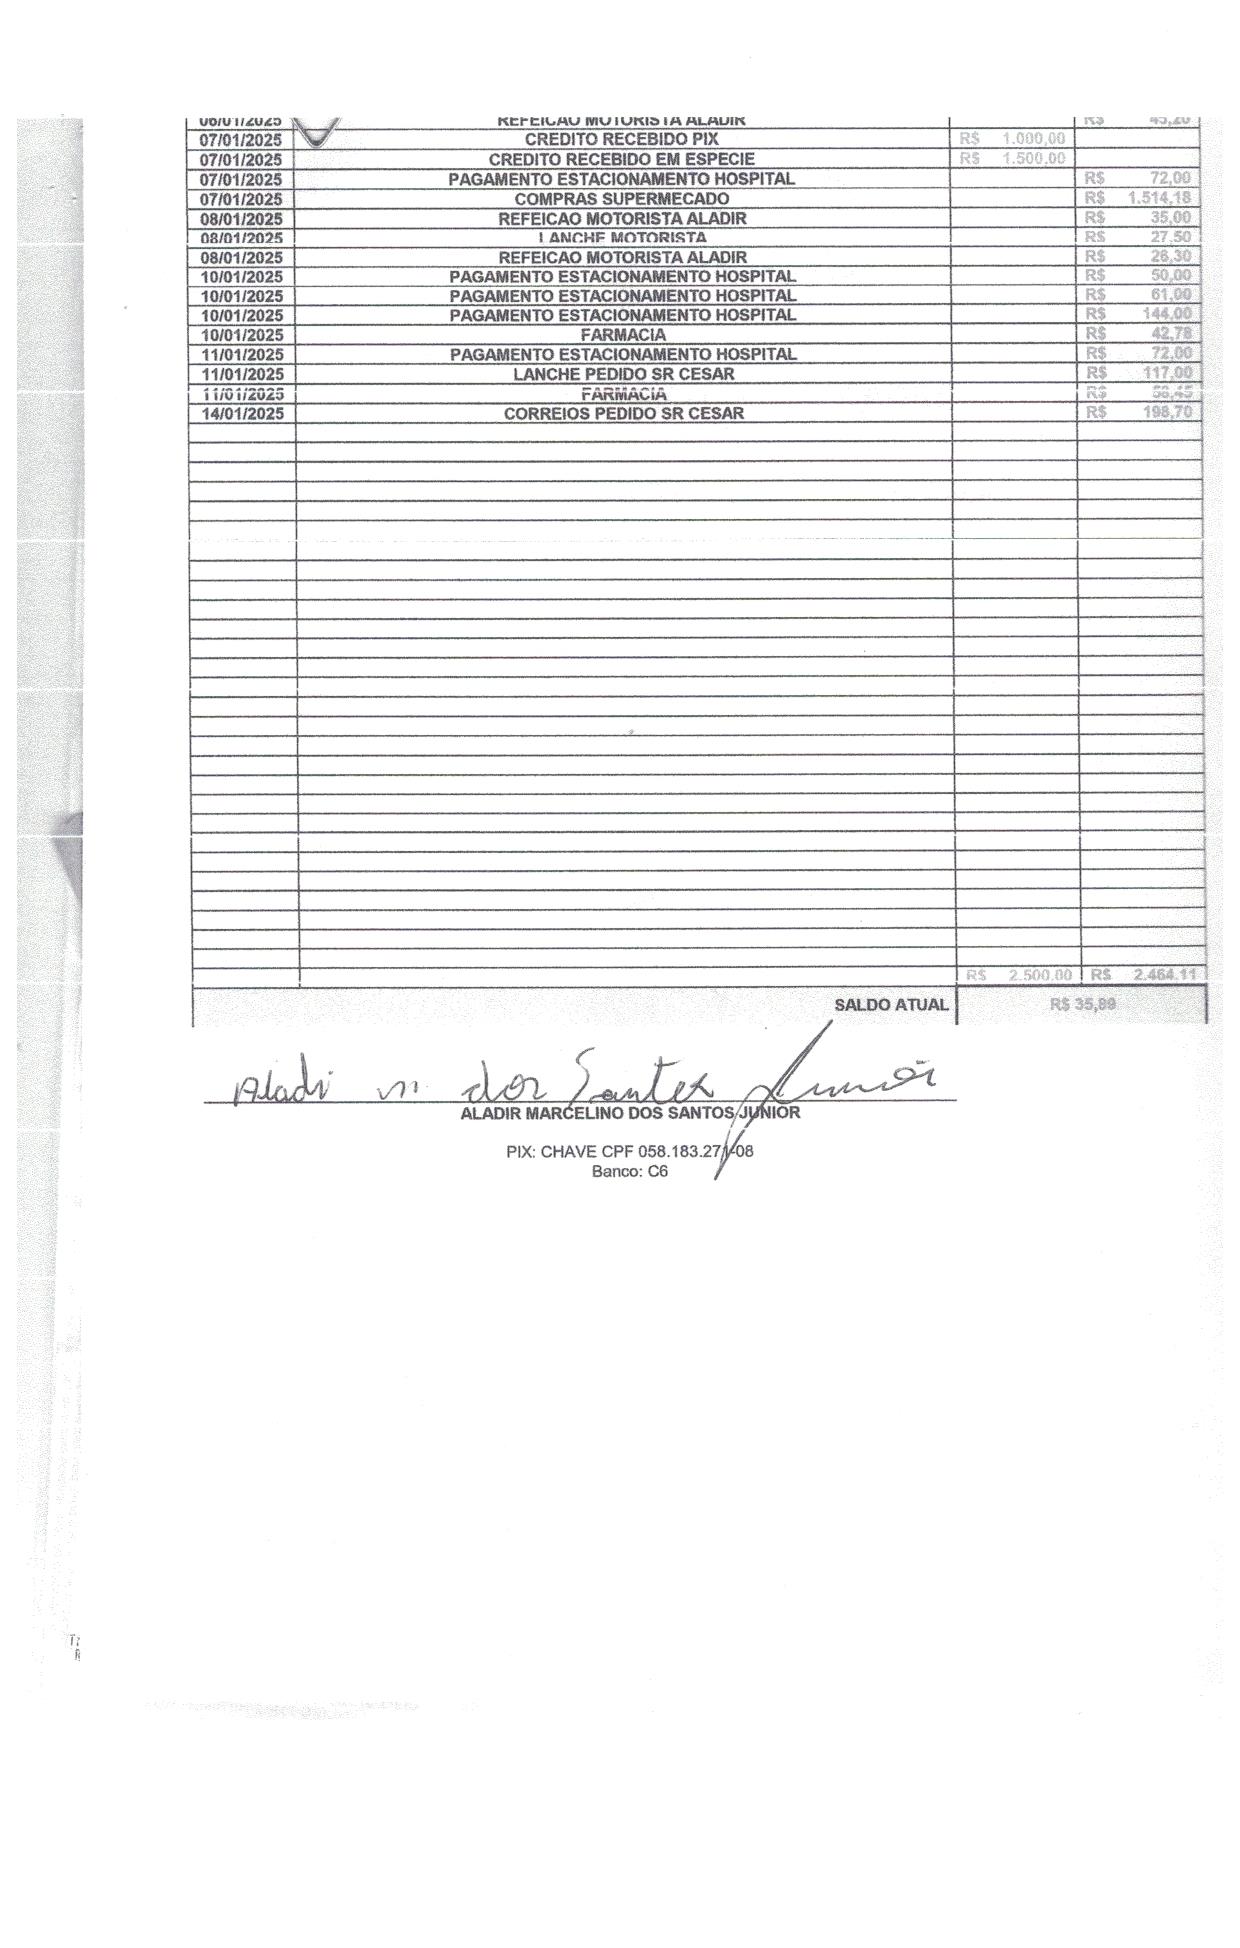 06/01/2025 REFEICAO MOTORISTA ALADIR R$ 45,20
07/01/2025 CREDITO RECEBIDO PIX R$ 1.000,00
07/01/2025 CREDITO RECEBIDO EM ESPECIE R$ 1.500,00
07/01/2025 PAGAMENTO ESTACIONAMENTO HOSPITAL R$ 72,00
07/01/2025 COMPRAS SUPERMECADO R$ 1.514,18
08/01/2025 REFEICAO MOTORISTA ALADIR R$ 35,00
08/01/2025 LANCHE MOTORISTA R$ 27,50
08/01/2025 REFEICAO MOTORISTA ALADIR R$ 26,30
10/01/2025 PAGAMENTO ESTACIONAMENTO HOSPITAL R$ 50,00
10/01/2025 PAGAMENTO ESTACIONAMENTO HOSPITAL R$ 61,00
10/01/2025 PAGAMENTO ESTACIONAMENTO HOSPITAL R$ 144,00
10/01/2025 FARMACIA R$ 42,78
11/01/2025 PAGAMENTO ESTACIONAMENTO HOSPITAL R$ 72,00
11/01/2025 LANCHE PEDIDO SR CESAR R$ 117,00
11/01/2025 FARMACIA R$ 58,45
14/01/2025 CORREIOS PEDIDO SR CESAR R$ 198,70
R$ 2.500,00 R$ 2.464,11
SALDO ATUAL R$ 35,89
Aladi m dos Santos Junior
ALADIR MARCELINO DOS SANTOS JUNIOR
PIX: CHAVE CPF 058.183.271-08
Banco: C6